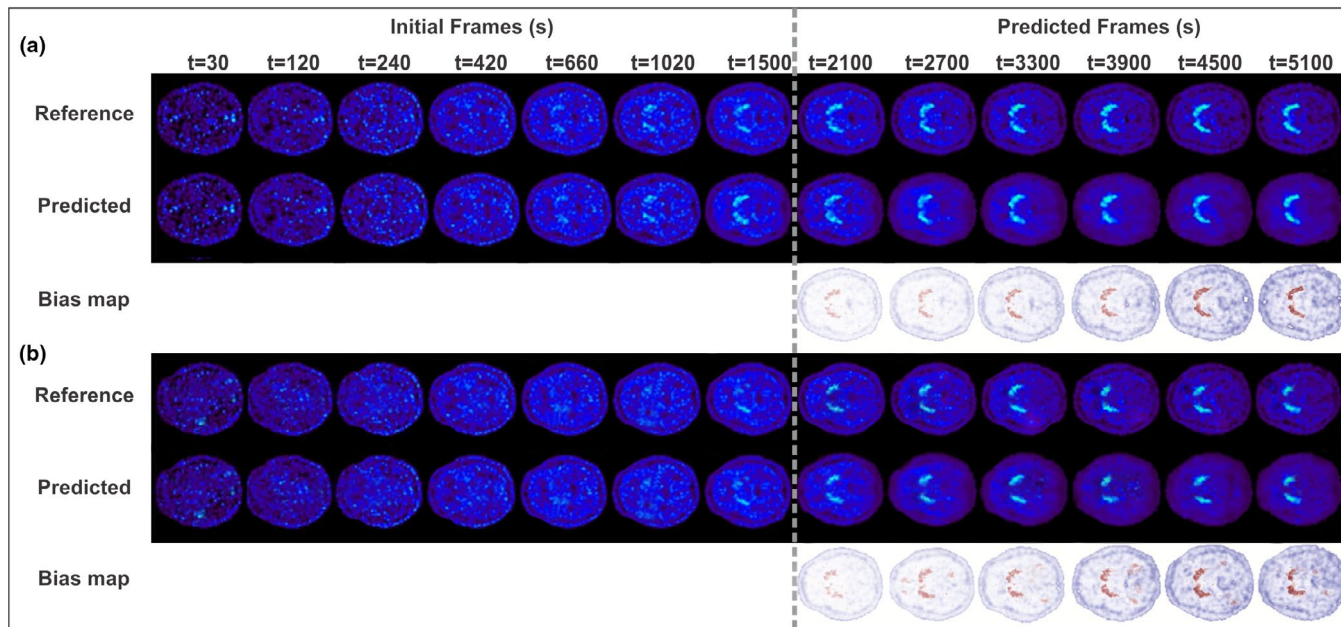 Initial Frames (s) Predicted Frames (s)
(a)
t=30 t=120 t=240 t=420 t=660 t=1020 t=1500 t=2100 t=2700 t=3300 t=3900 t=4500 t=5100
Reference
Predicted
Bias map
(b)
Reference
Predicted
Bias map